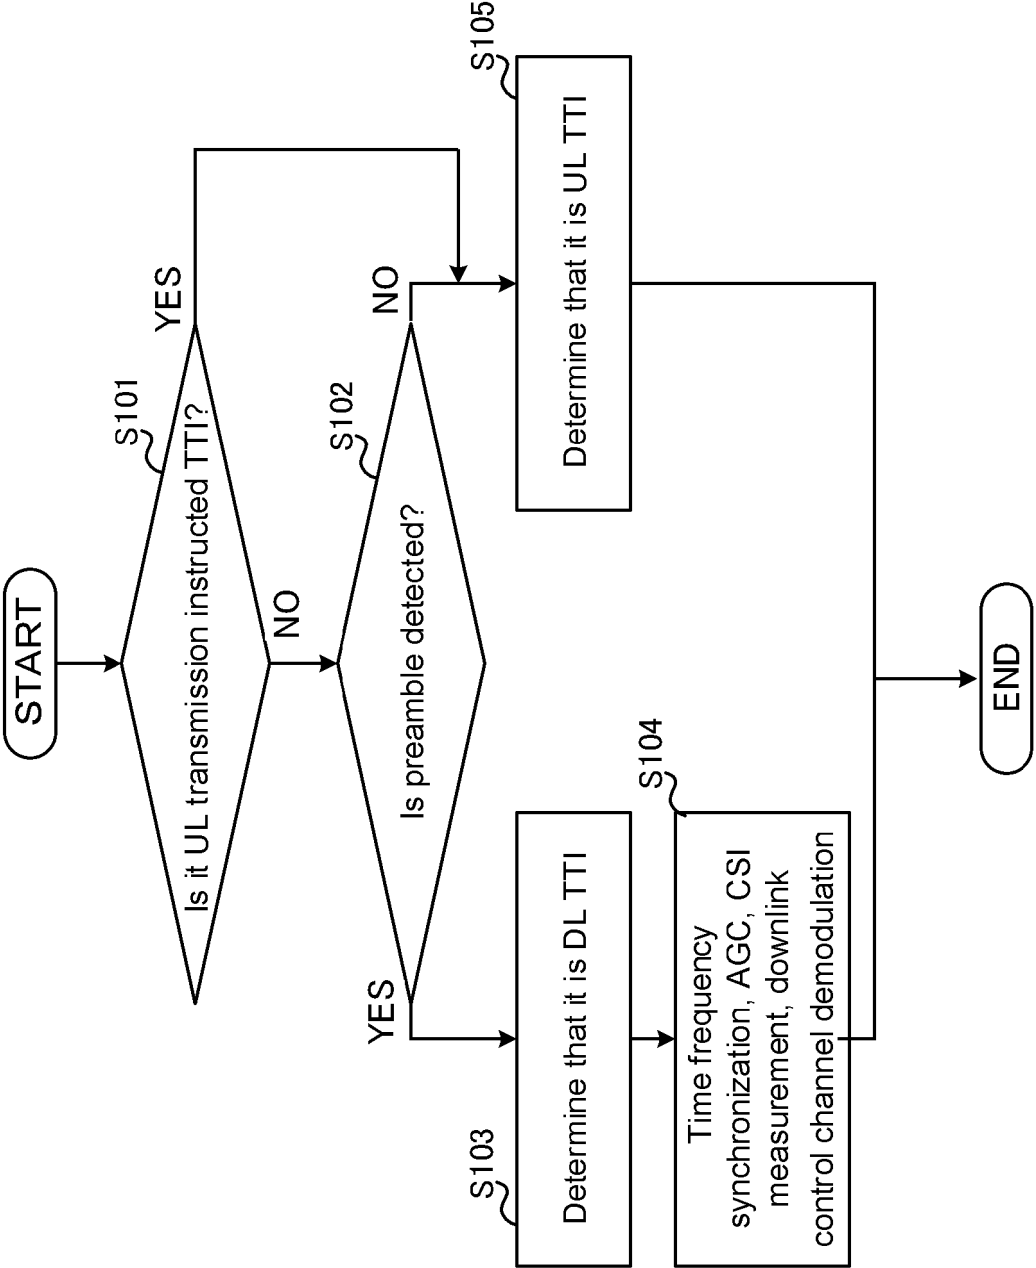 START
S101
Is it UL transmission instructed TTI?
YES
NO
S102
Is preamble detected?
YES
NO
S103
Determine that it is DL TTI
S105
Determine that it is UL TTI
S104
Time frequency
synchronization, AGC, CSI
measurement, downlink
control channel demodulation
END